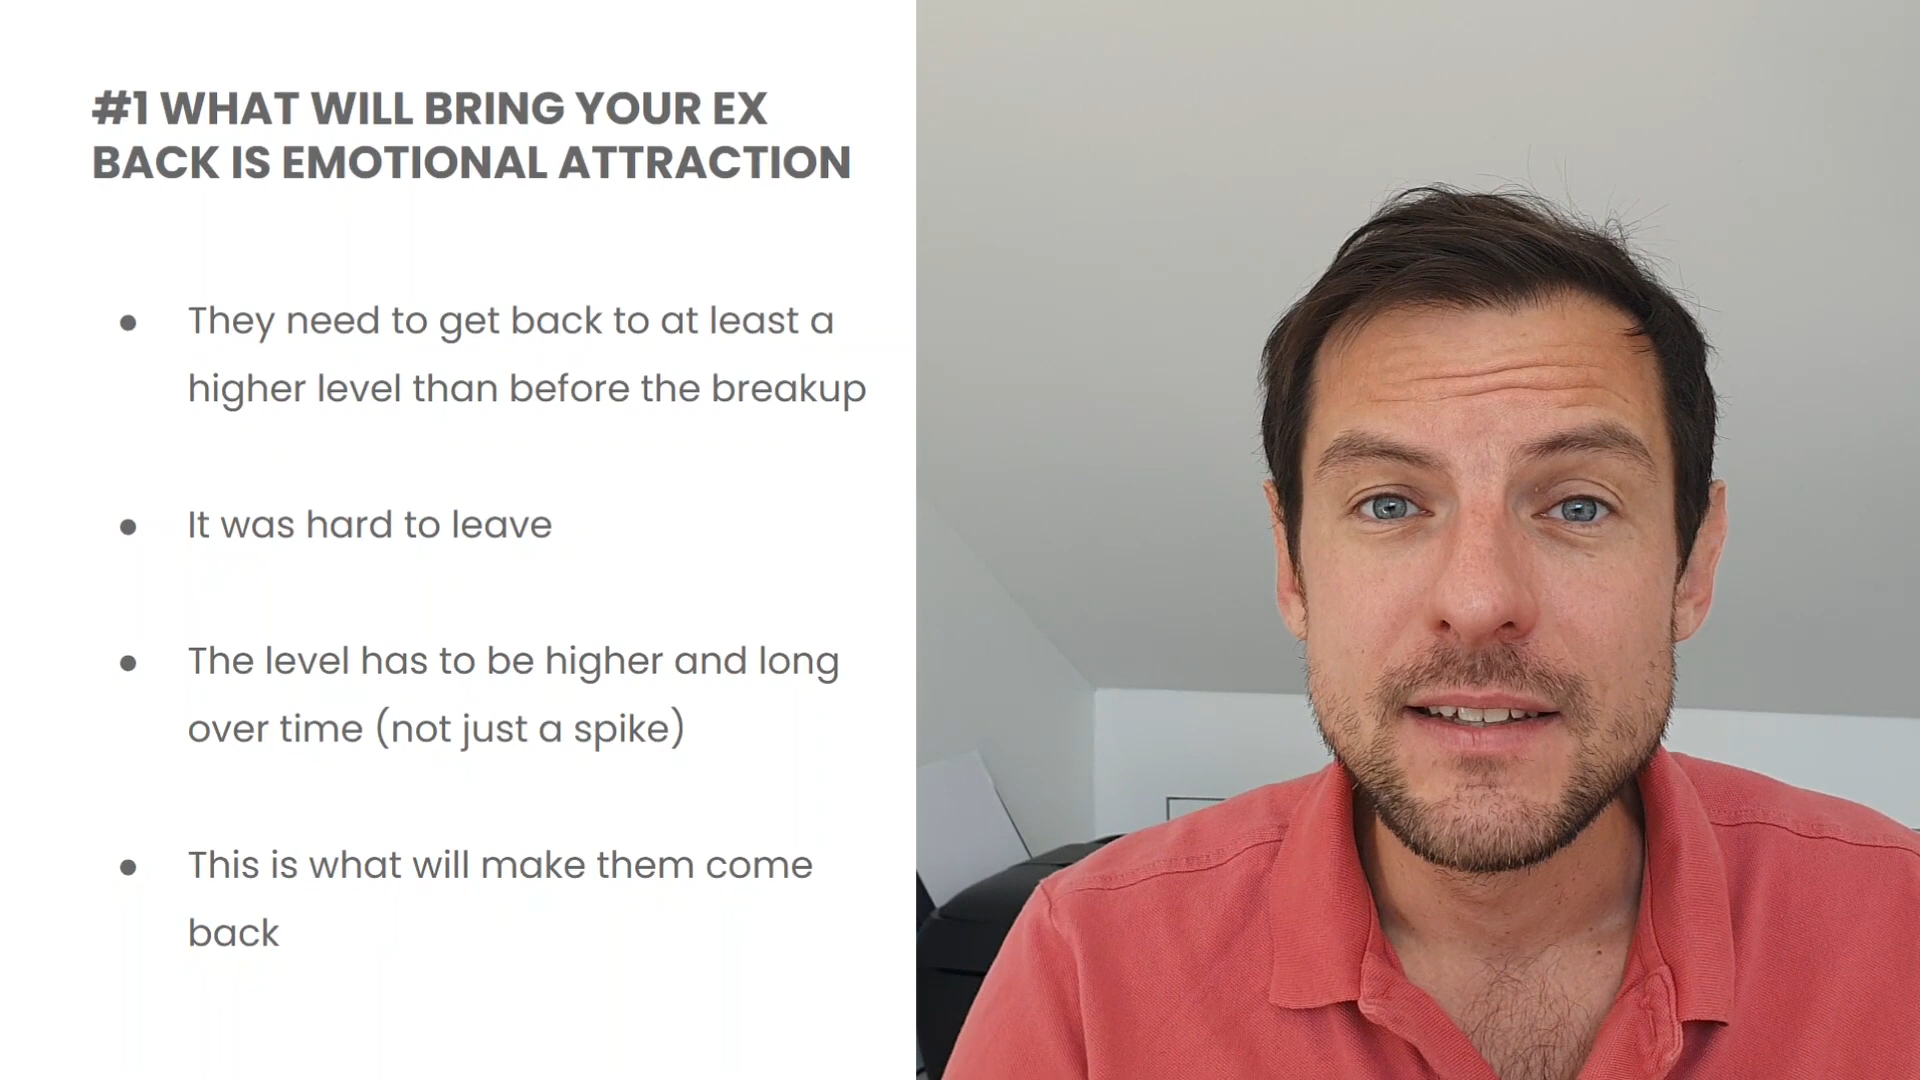 #1 WHAT WILL BRING YOUR EX
BACK IS EMOTIONAL ATTRACTION
● They need to get back to at least a
higher level than before the breakup
● It was hard to leave
● The level has to be higher and long
over time (not just a spike)
● This is what will make them come
back